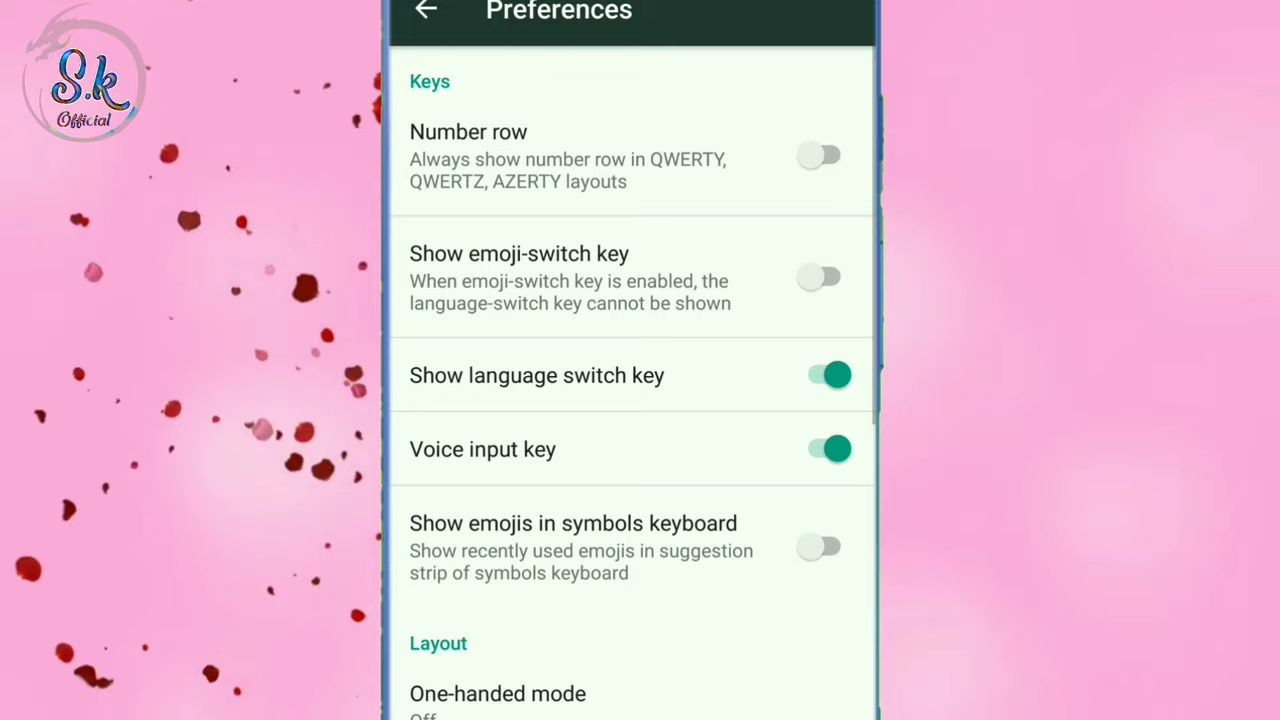 S.k
Official
Preferences
Keys
Number row
Always show number row in QWERTY,
QWERTZ, AZERTY layouts
Show emoji-switch key
When emoji-switch key is enabled, the
language-switch key cannot be shown
Show language switch key
Voice input key
Show emojis in symbols keyboard
Show recently used emojis in suggestion
strip of symbols keyboard
Layout
One-handed mode
Off